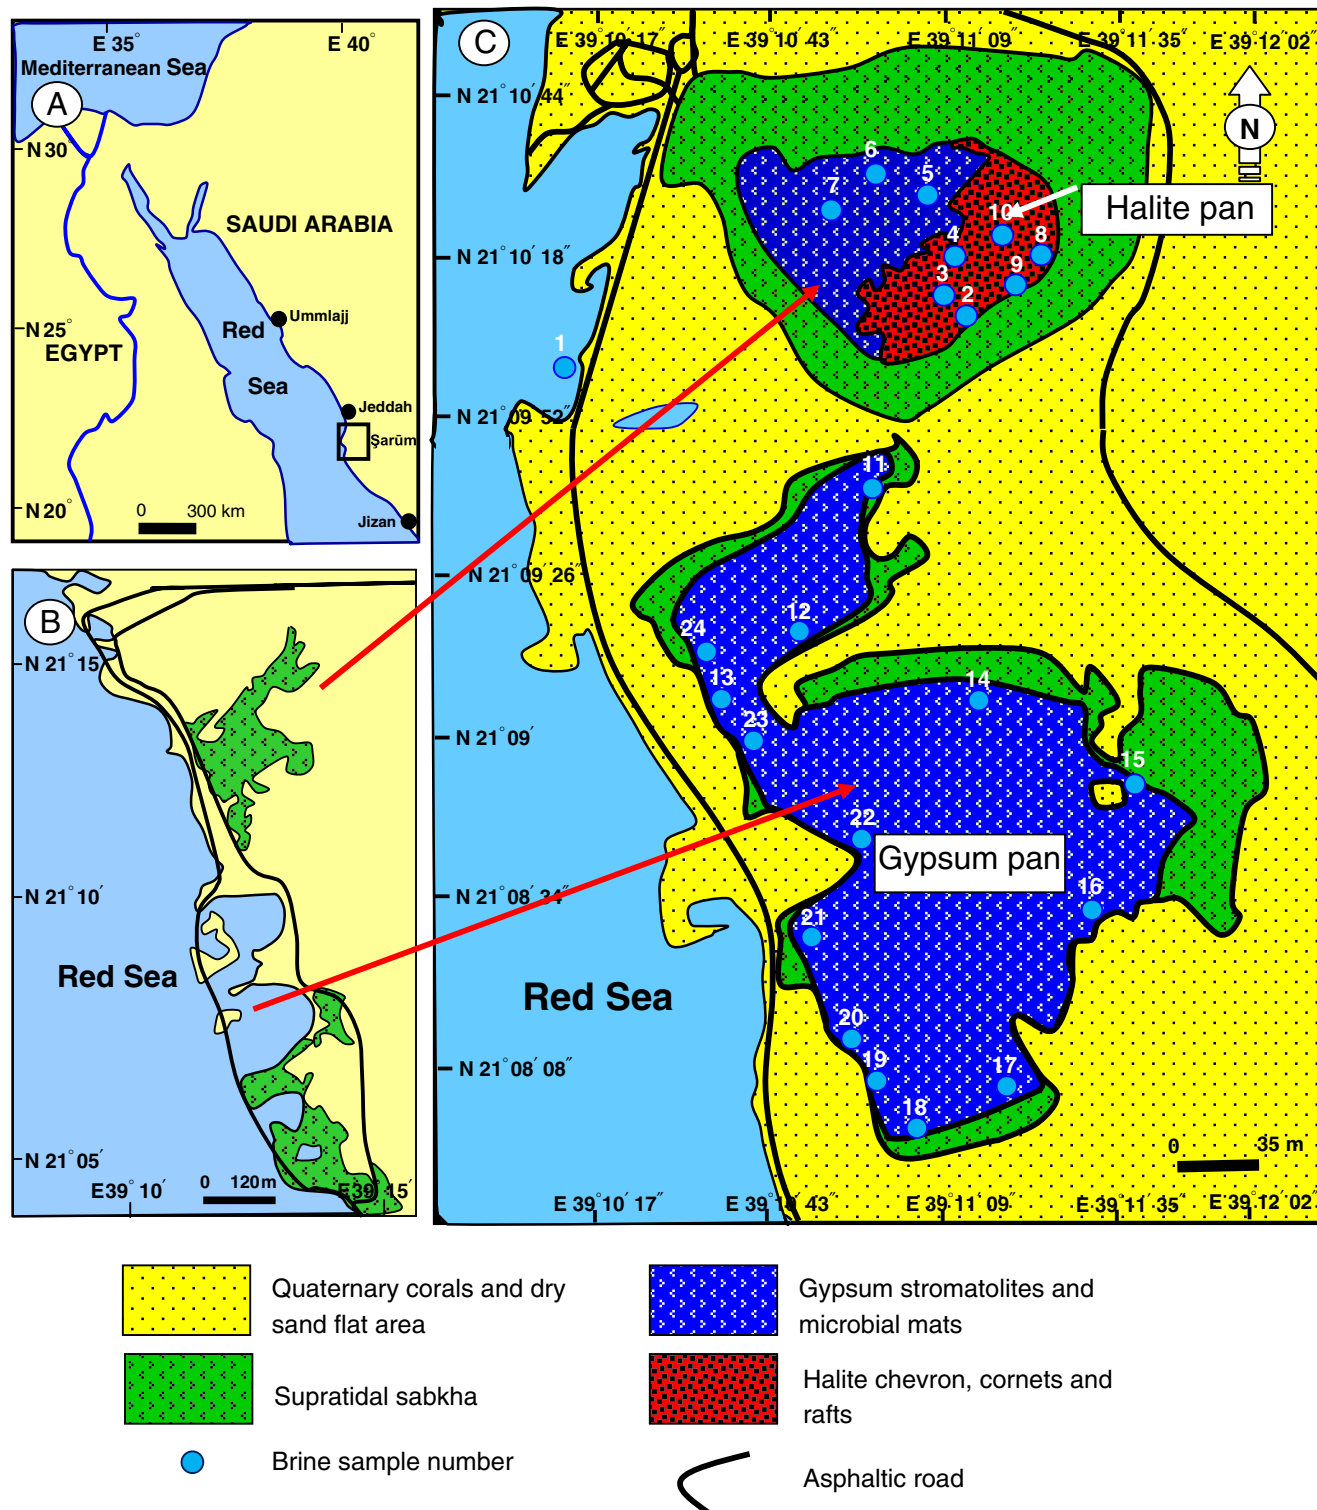 A
E 35°
E 40°
Mediterranean Sea
N 30
SAUDI ARABIA
Ummlajj
N 25°
Red
Sea
EGYPT
Jeddah
Şarūm
N 20°
0 300 km
Jizan
B
N 21° 15′
N 21° 10′
Red Sea
N 21° 05′
E39° 10′
0 120 m
E39° 15′
C
E 39° 10′ 17″
E 39° 10′ 43″
E 39° 11′ 09″
E 39° 11′ 35″
E 39° 12′ 02″
N 21° 10′ 44″
N
6
5
7
Halite pan
10
4
8
N 21° 10′ 18″
3
9
2
1
N 21° 09′ 52″
11
N 21° 09′ 26″
12
24
13
14
23
N 21° 09′
15
22
Gypsum pan
16
N 21° 08′ 34″
21
Red Sea
20
19
17
N 21° 08′ 08″
18
0 35 m
E 39° 10′ 17″
E 39° 10′ 43″
E 39° 11′ 09″
E 39° 11′ 35″
E 39° 12′ 02″
Quaternary corals and dry
sand flat area
Gypsum stromatolites and
microbial mats
Supratidal sabkha
Halite chevron, cornets and
rafts
Brine sample number
Asphaltic road